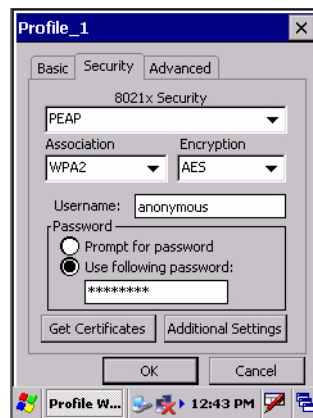 Profile_1
Basic Security Advanced
8021x Security
PEAP
Association Encryption
WPA2 AES
Username: anonymous
Password
Prompt for password
Use following password:
********
Get Certificates Additional Settings
OK Cancel
Profile W... 12:43 PM